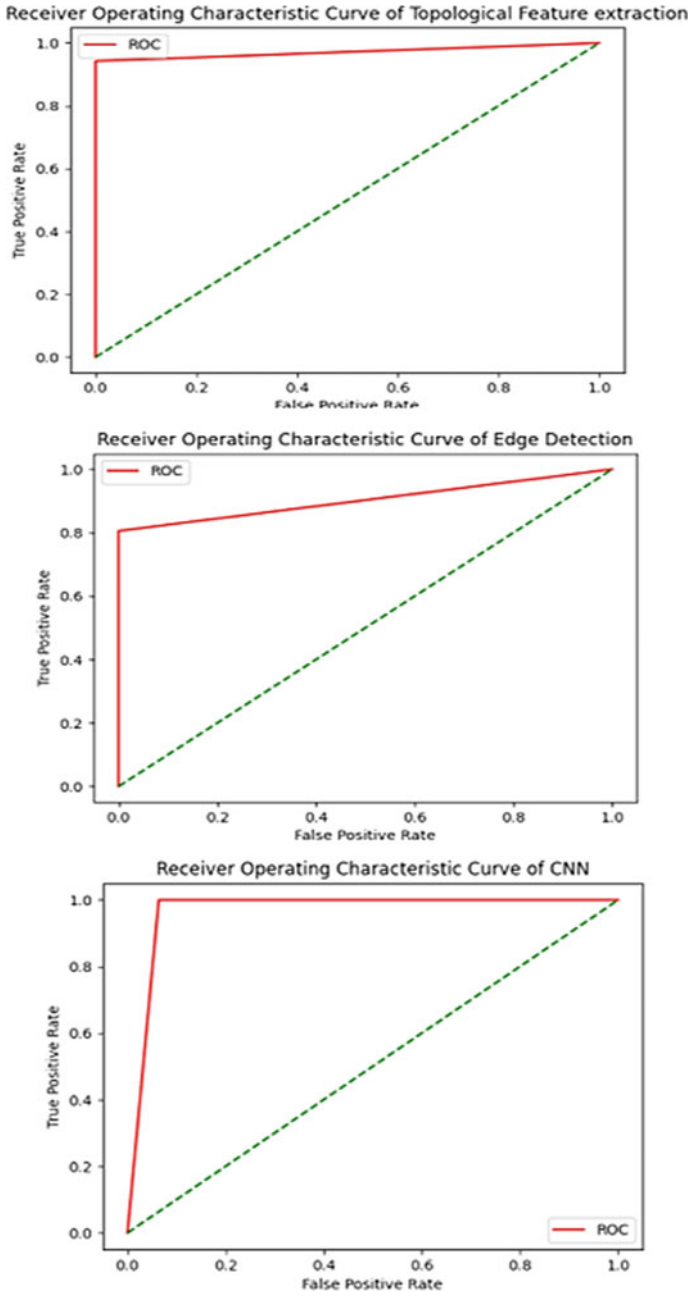 Receiver Operating Characteristic Curve of Topological Feature extraction
ROC
True Positive Rate
1.0
0.8
0.6
0.4
0.2
0.0
0.0 0.2 0.4 0.6 0.8 1.0
False Positive Rate
Receiver Operating Characteristic Curve of Edge Detection
ROC
True Positive Rate
1.0
0.8
0.6
0.4
0.2
0.0
0.0 0.2 0.4 0.6 0.8 1.0
False Positive Rate
Receiver Operating Characteristic Curve of CNN
True Positive Rate
1.0
0.8
0.6
0.4
0.2
0.0
ROC
0.0 0.2 0.4 0.6 0.8 1.0
False Positive Rate